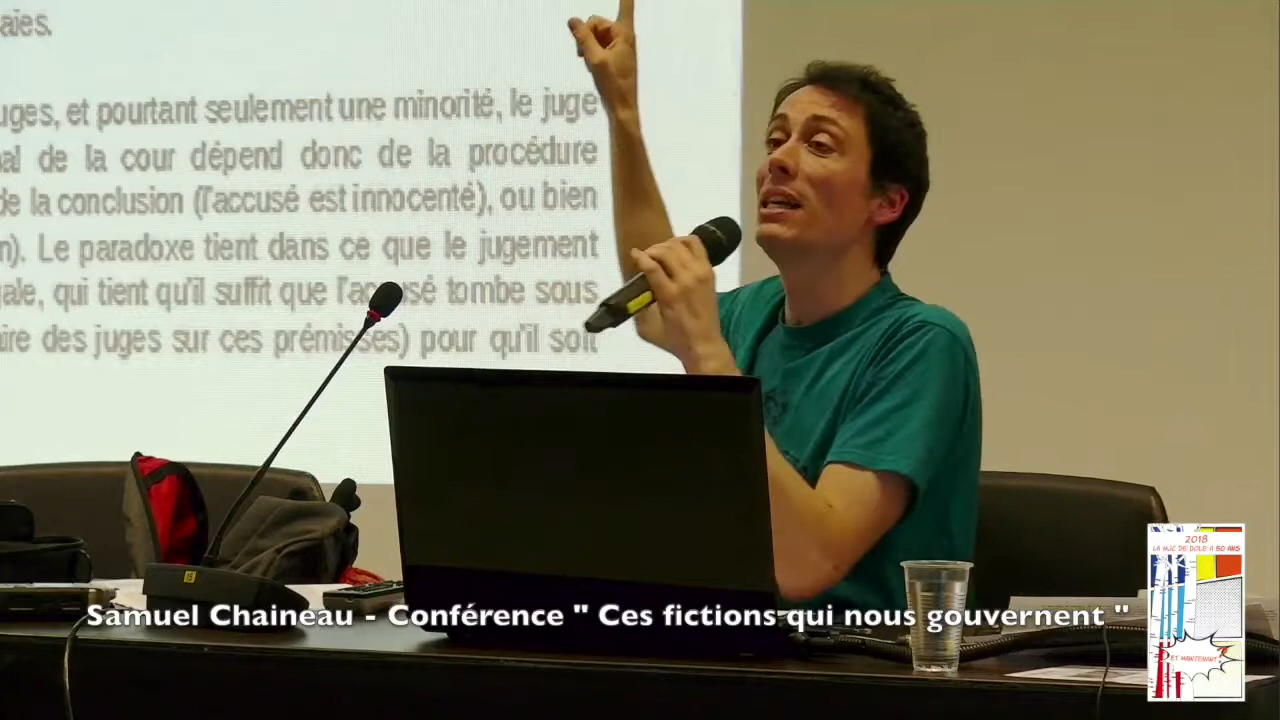 aies.
uges, et pourtant seulement une minorité, le juge
al de la cour dépend donc de la procédure
de la conclusion (l'accusé est innocenté), ou bien
n). Le paradoxe tient dans ce que le jugement
gale, qui tient qu'il suffit que l'accusé tombe sous
ire des juges sur ces prémisses) pour qu'il soit
Samuel Chaineau - Conférence " Ces fictions qui nous gouvernent "
2018
LA MJC DE DOLE A 50 ANS
ET MAINTENANT ?